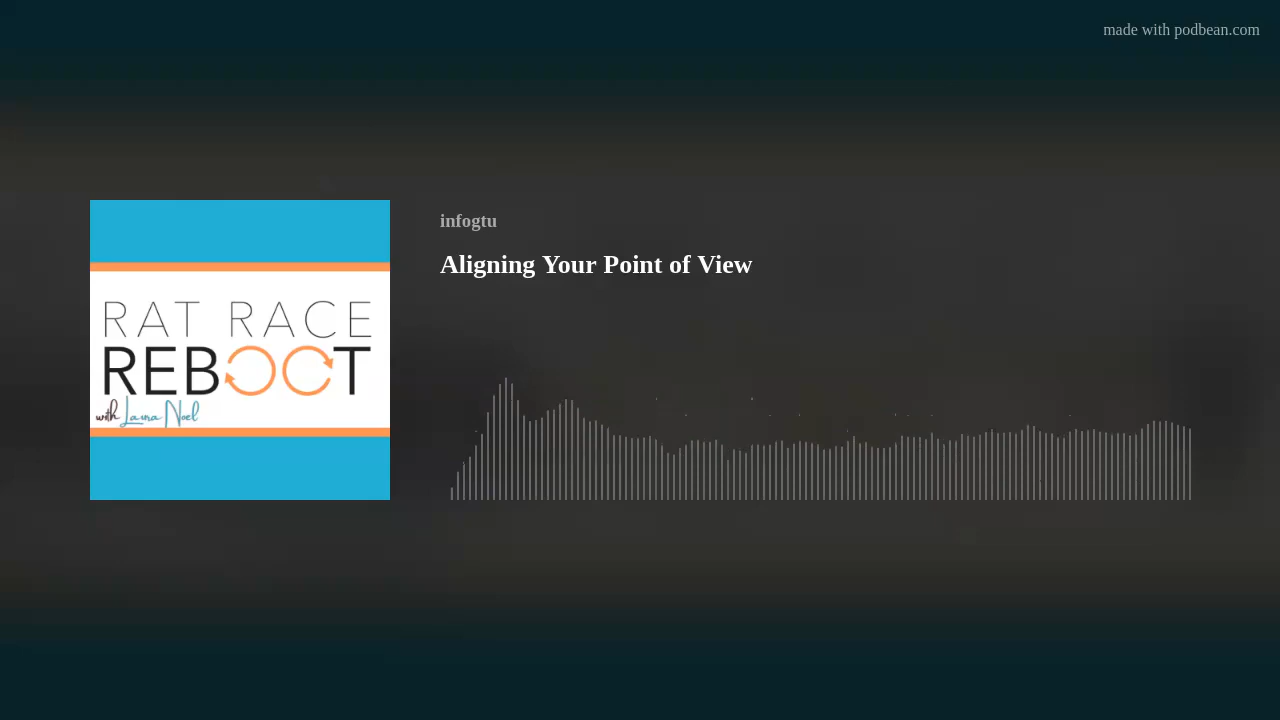 made with podbean.com
infogtu
Aligning Your Point of View
RAT RACE
REBOOT
with Laura Noel